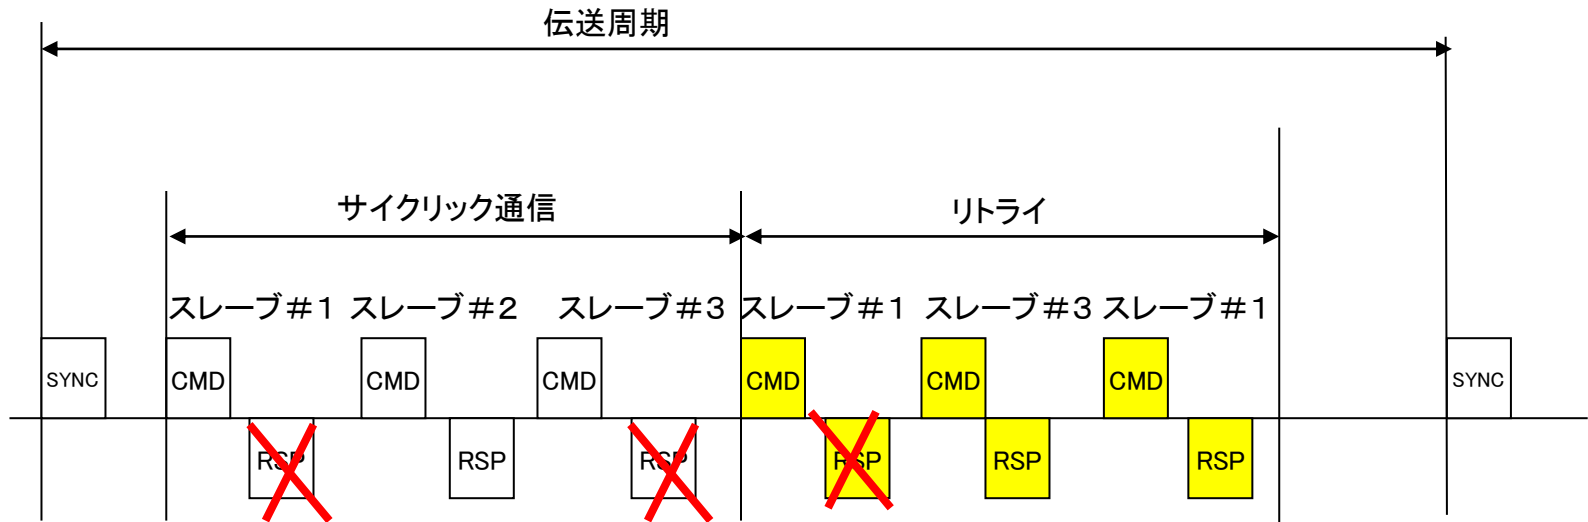 伝送周期
サイクリック通信
リトライ
スレーブ#1 スレーブ#2 スレーブ#3 スレーブ#1 スレーブ#3 スレーブ#1
SYNC CMD CMD CMD CMD CMD CMD SYNC
RSP RSP RSP RSP RSP RSP